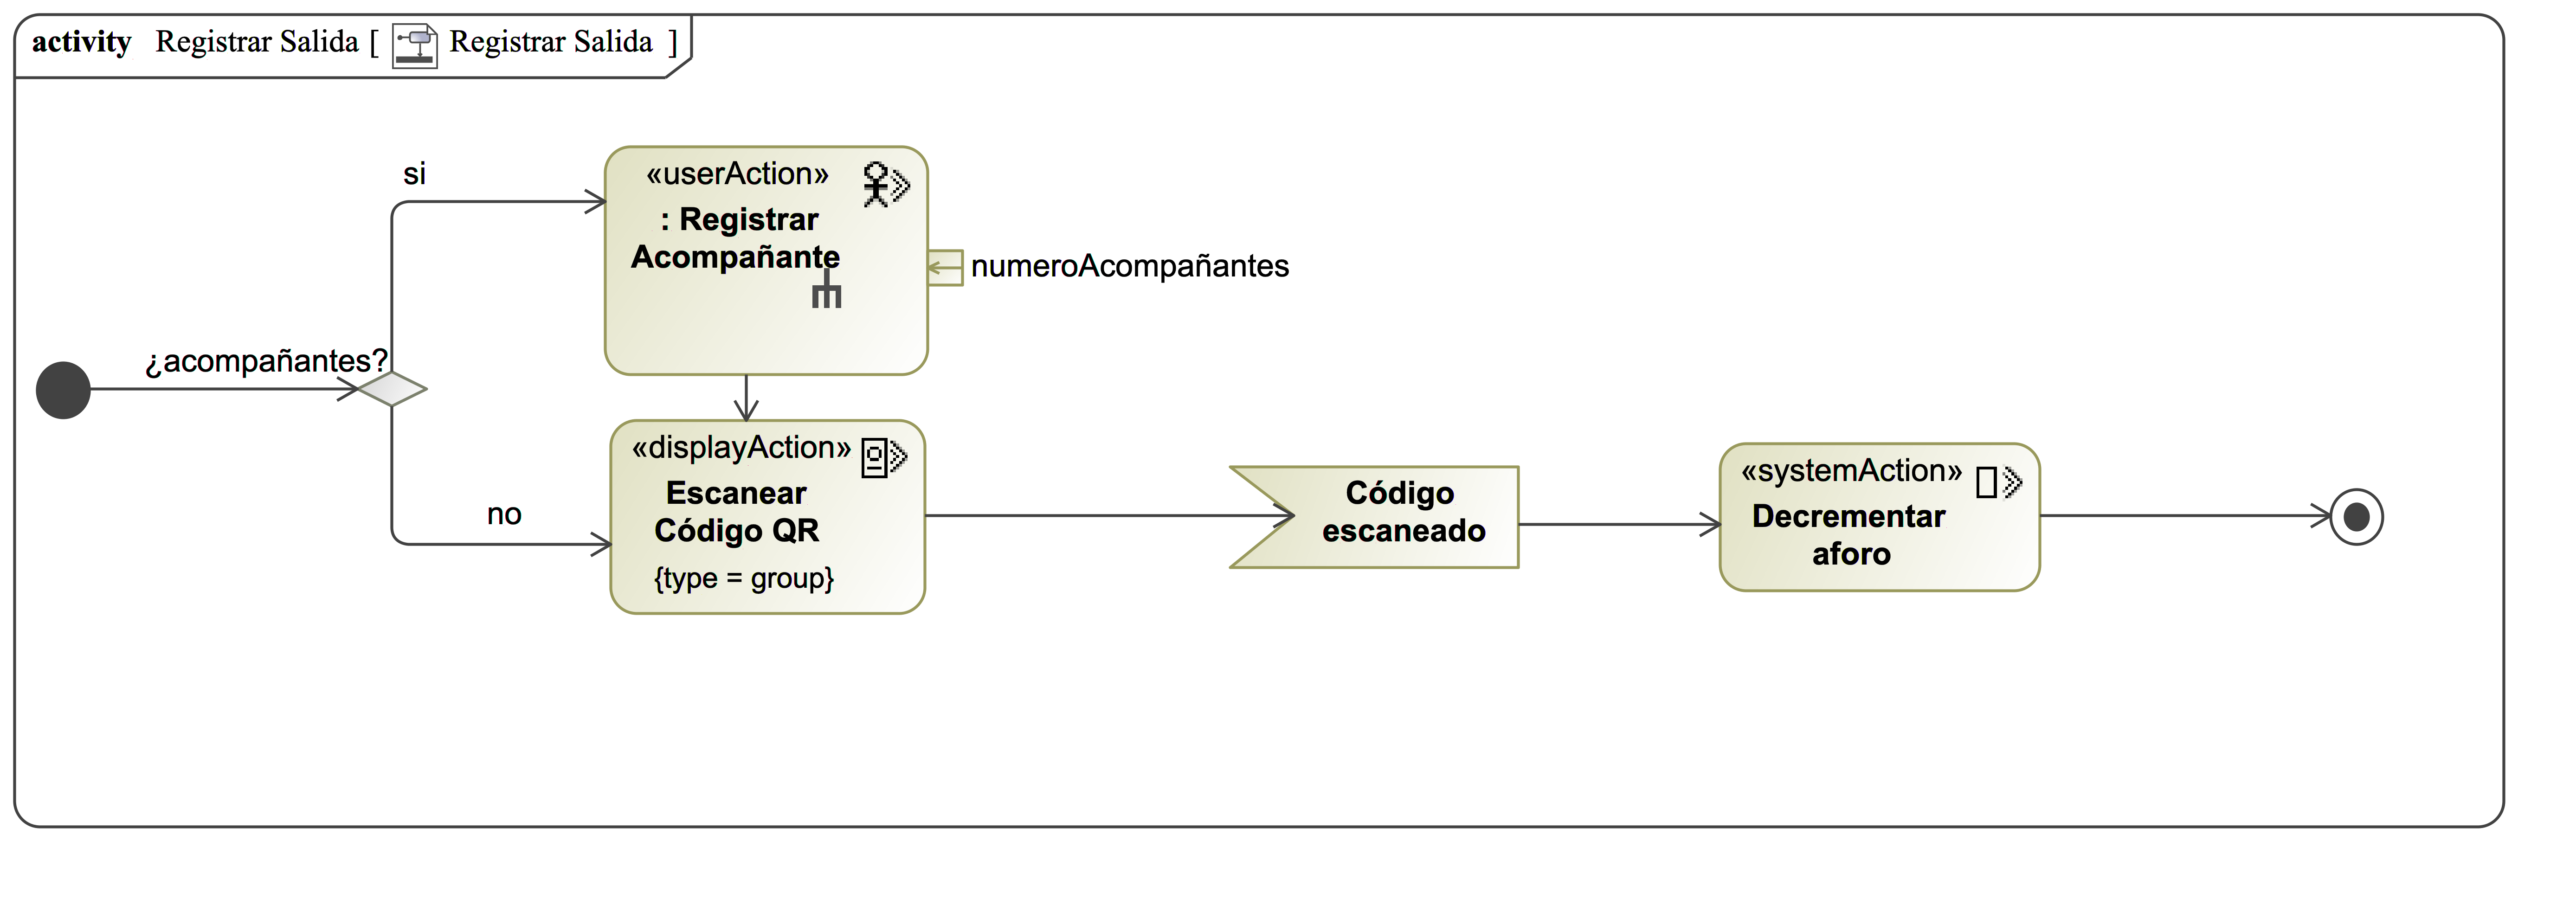 activity Registrar Salida [ Registrar Salida ]
si
«userAction»
: Registrar
Acompañante
numeroAcompañantes
¿acompañantes?
no
«displayAction»
Escanear
Código QR
{type = group}
Código
escaneado
«systemAction»
Decrementar
aforo